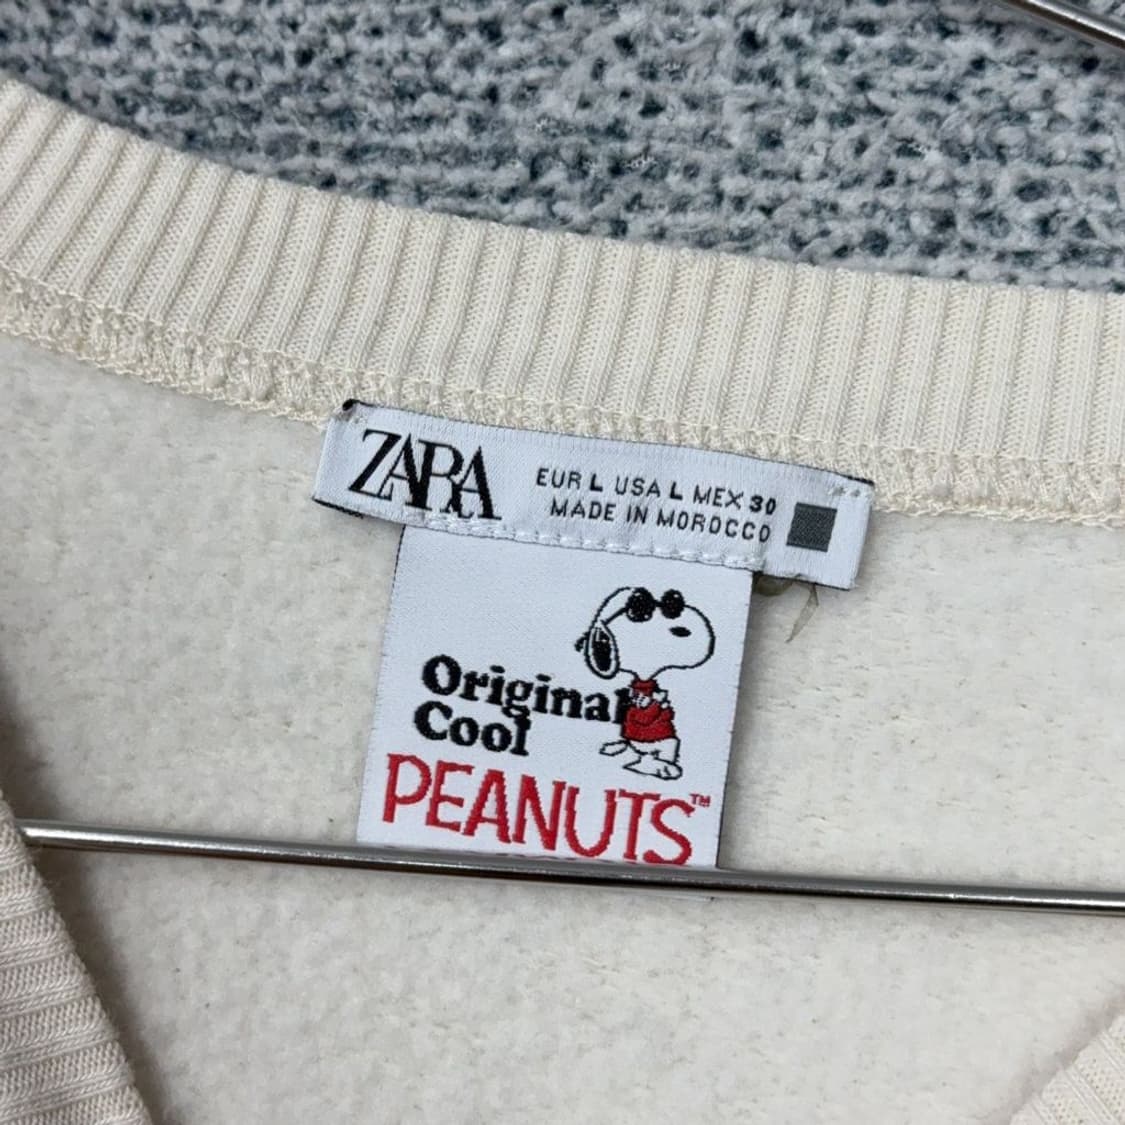 ZARA
EUR L USA L MEX 30
MADE IN MOROCCO
Original
Cool
PEANUTS™